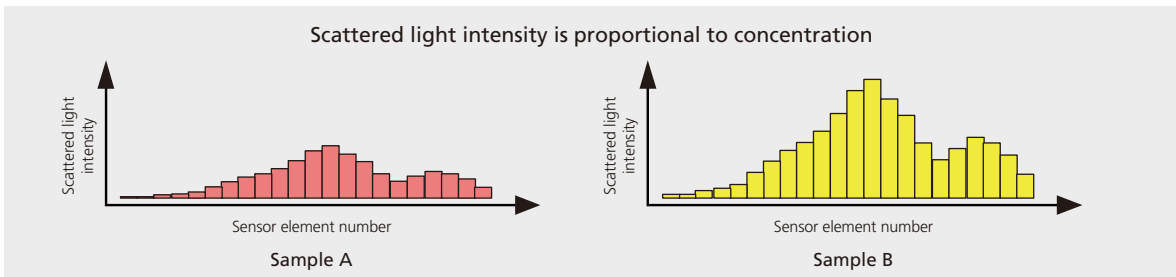 Scattered light intensity is proportional to concentration
Scattered light
intensity
Sensor element number
Sample A
Scattered light
intensity
Sensor element number
Sample B